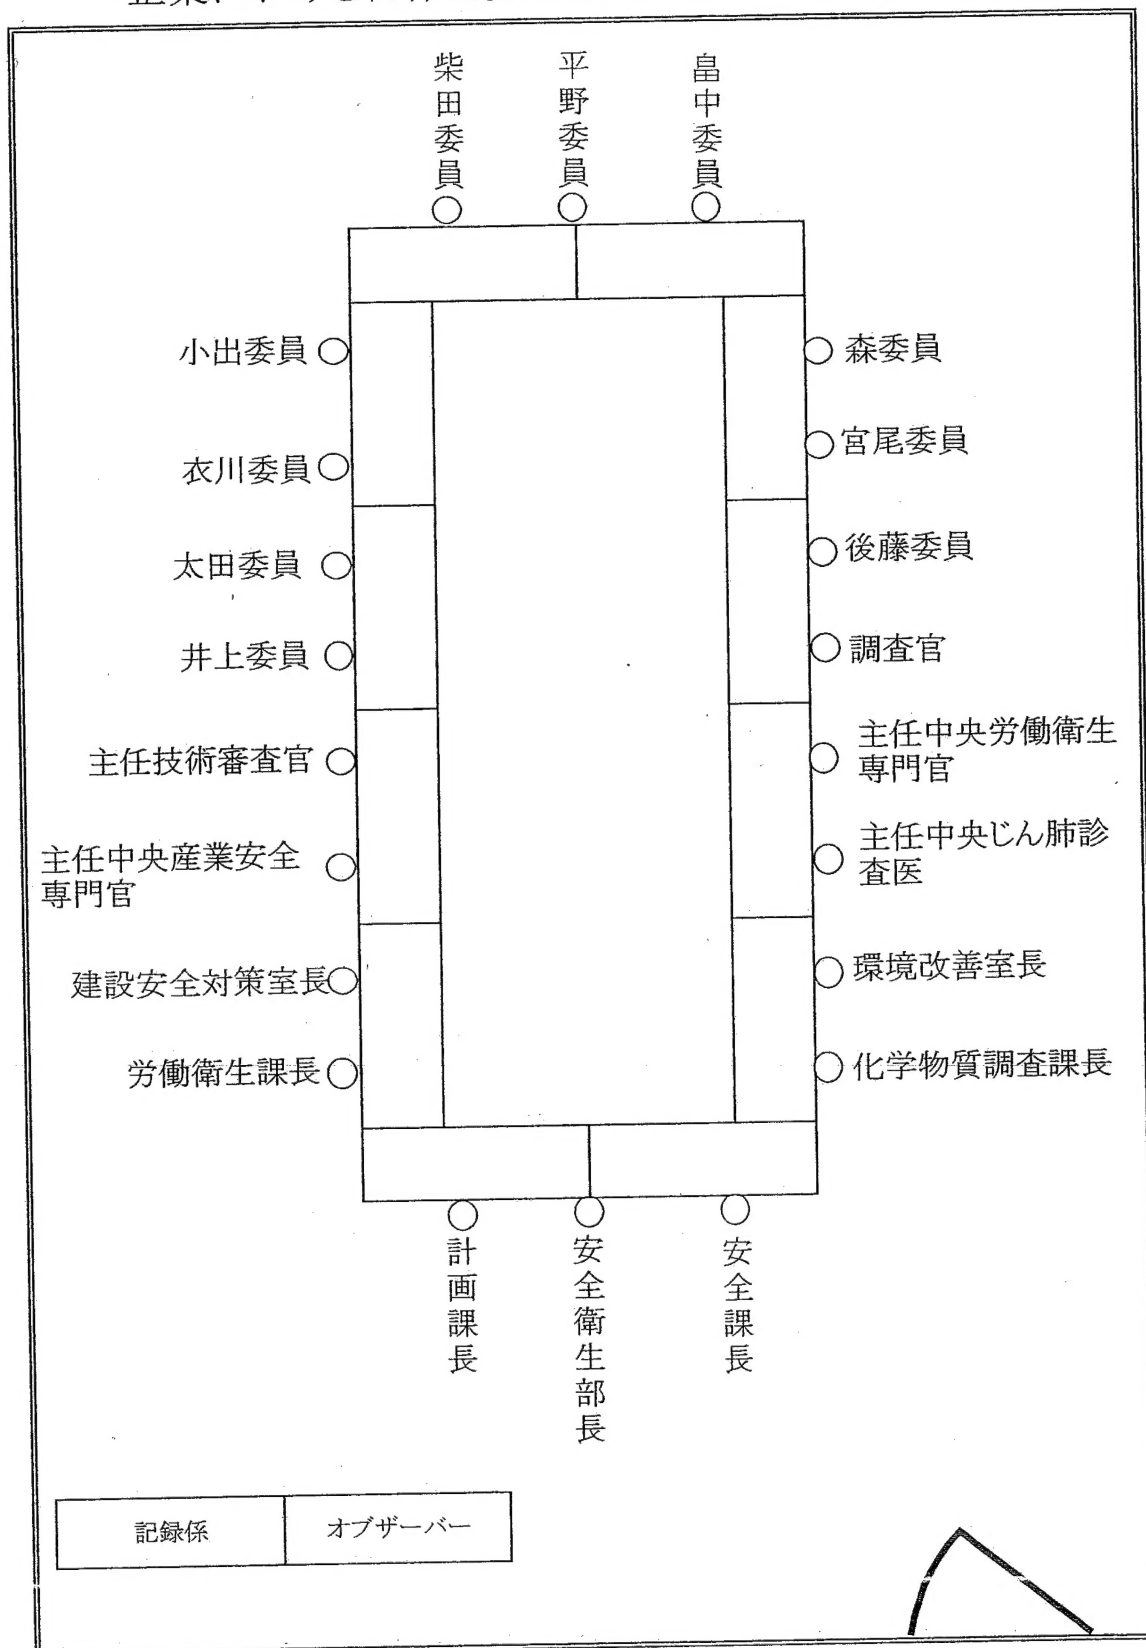 柴田委員
平野委員
畠中委員
小出委員
森委員
衣川委員
宮尾委員
太田委員
後藤委員
井上委員
調査官
主任技術審査官
主任中央労働衛生
専門官
主任中央産業安全
専門官
主任中央じん肺診
査医
建設安全対策室長
環境改善室長
労働衛生課長
化学物質調査課長
計画課長
安全衛生部長
安全課長
記録係
オブザーバー